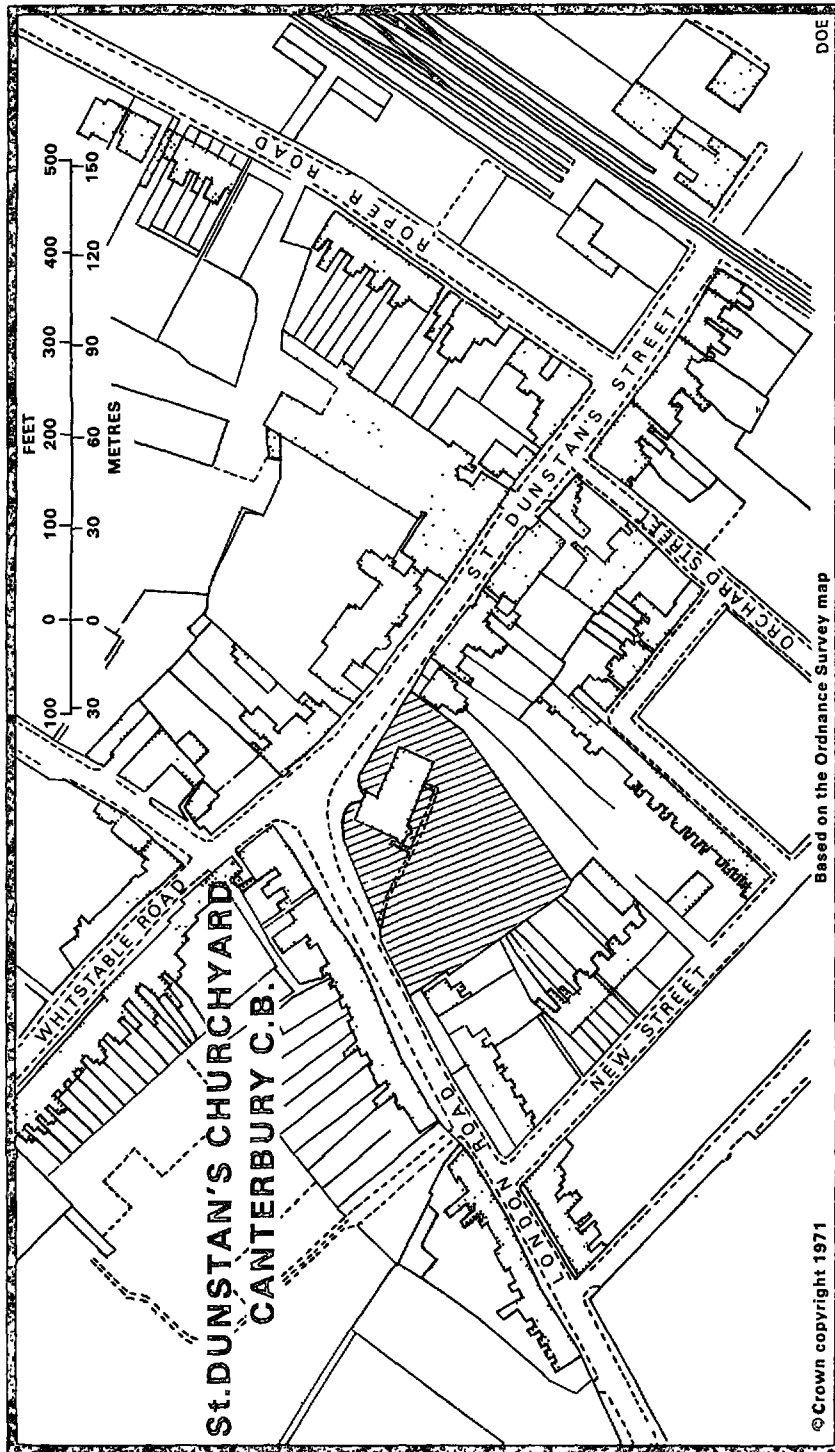 St.DUNSTAN'S CHURCHYARD
CANTERBURY C.B.
FEET
100 0 100 200 300 400 500
30 0 30 60 90 120 150
METRES
WHITSTABLE ROAD
ROPER ROAD
ST DUNSTANS STREET
ORCHARD STREET
LONDON ROAD
NEW STREET
© Crown copyright 1971
Based on the Ordnance Survey map
DOE